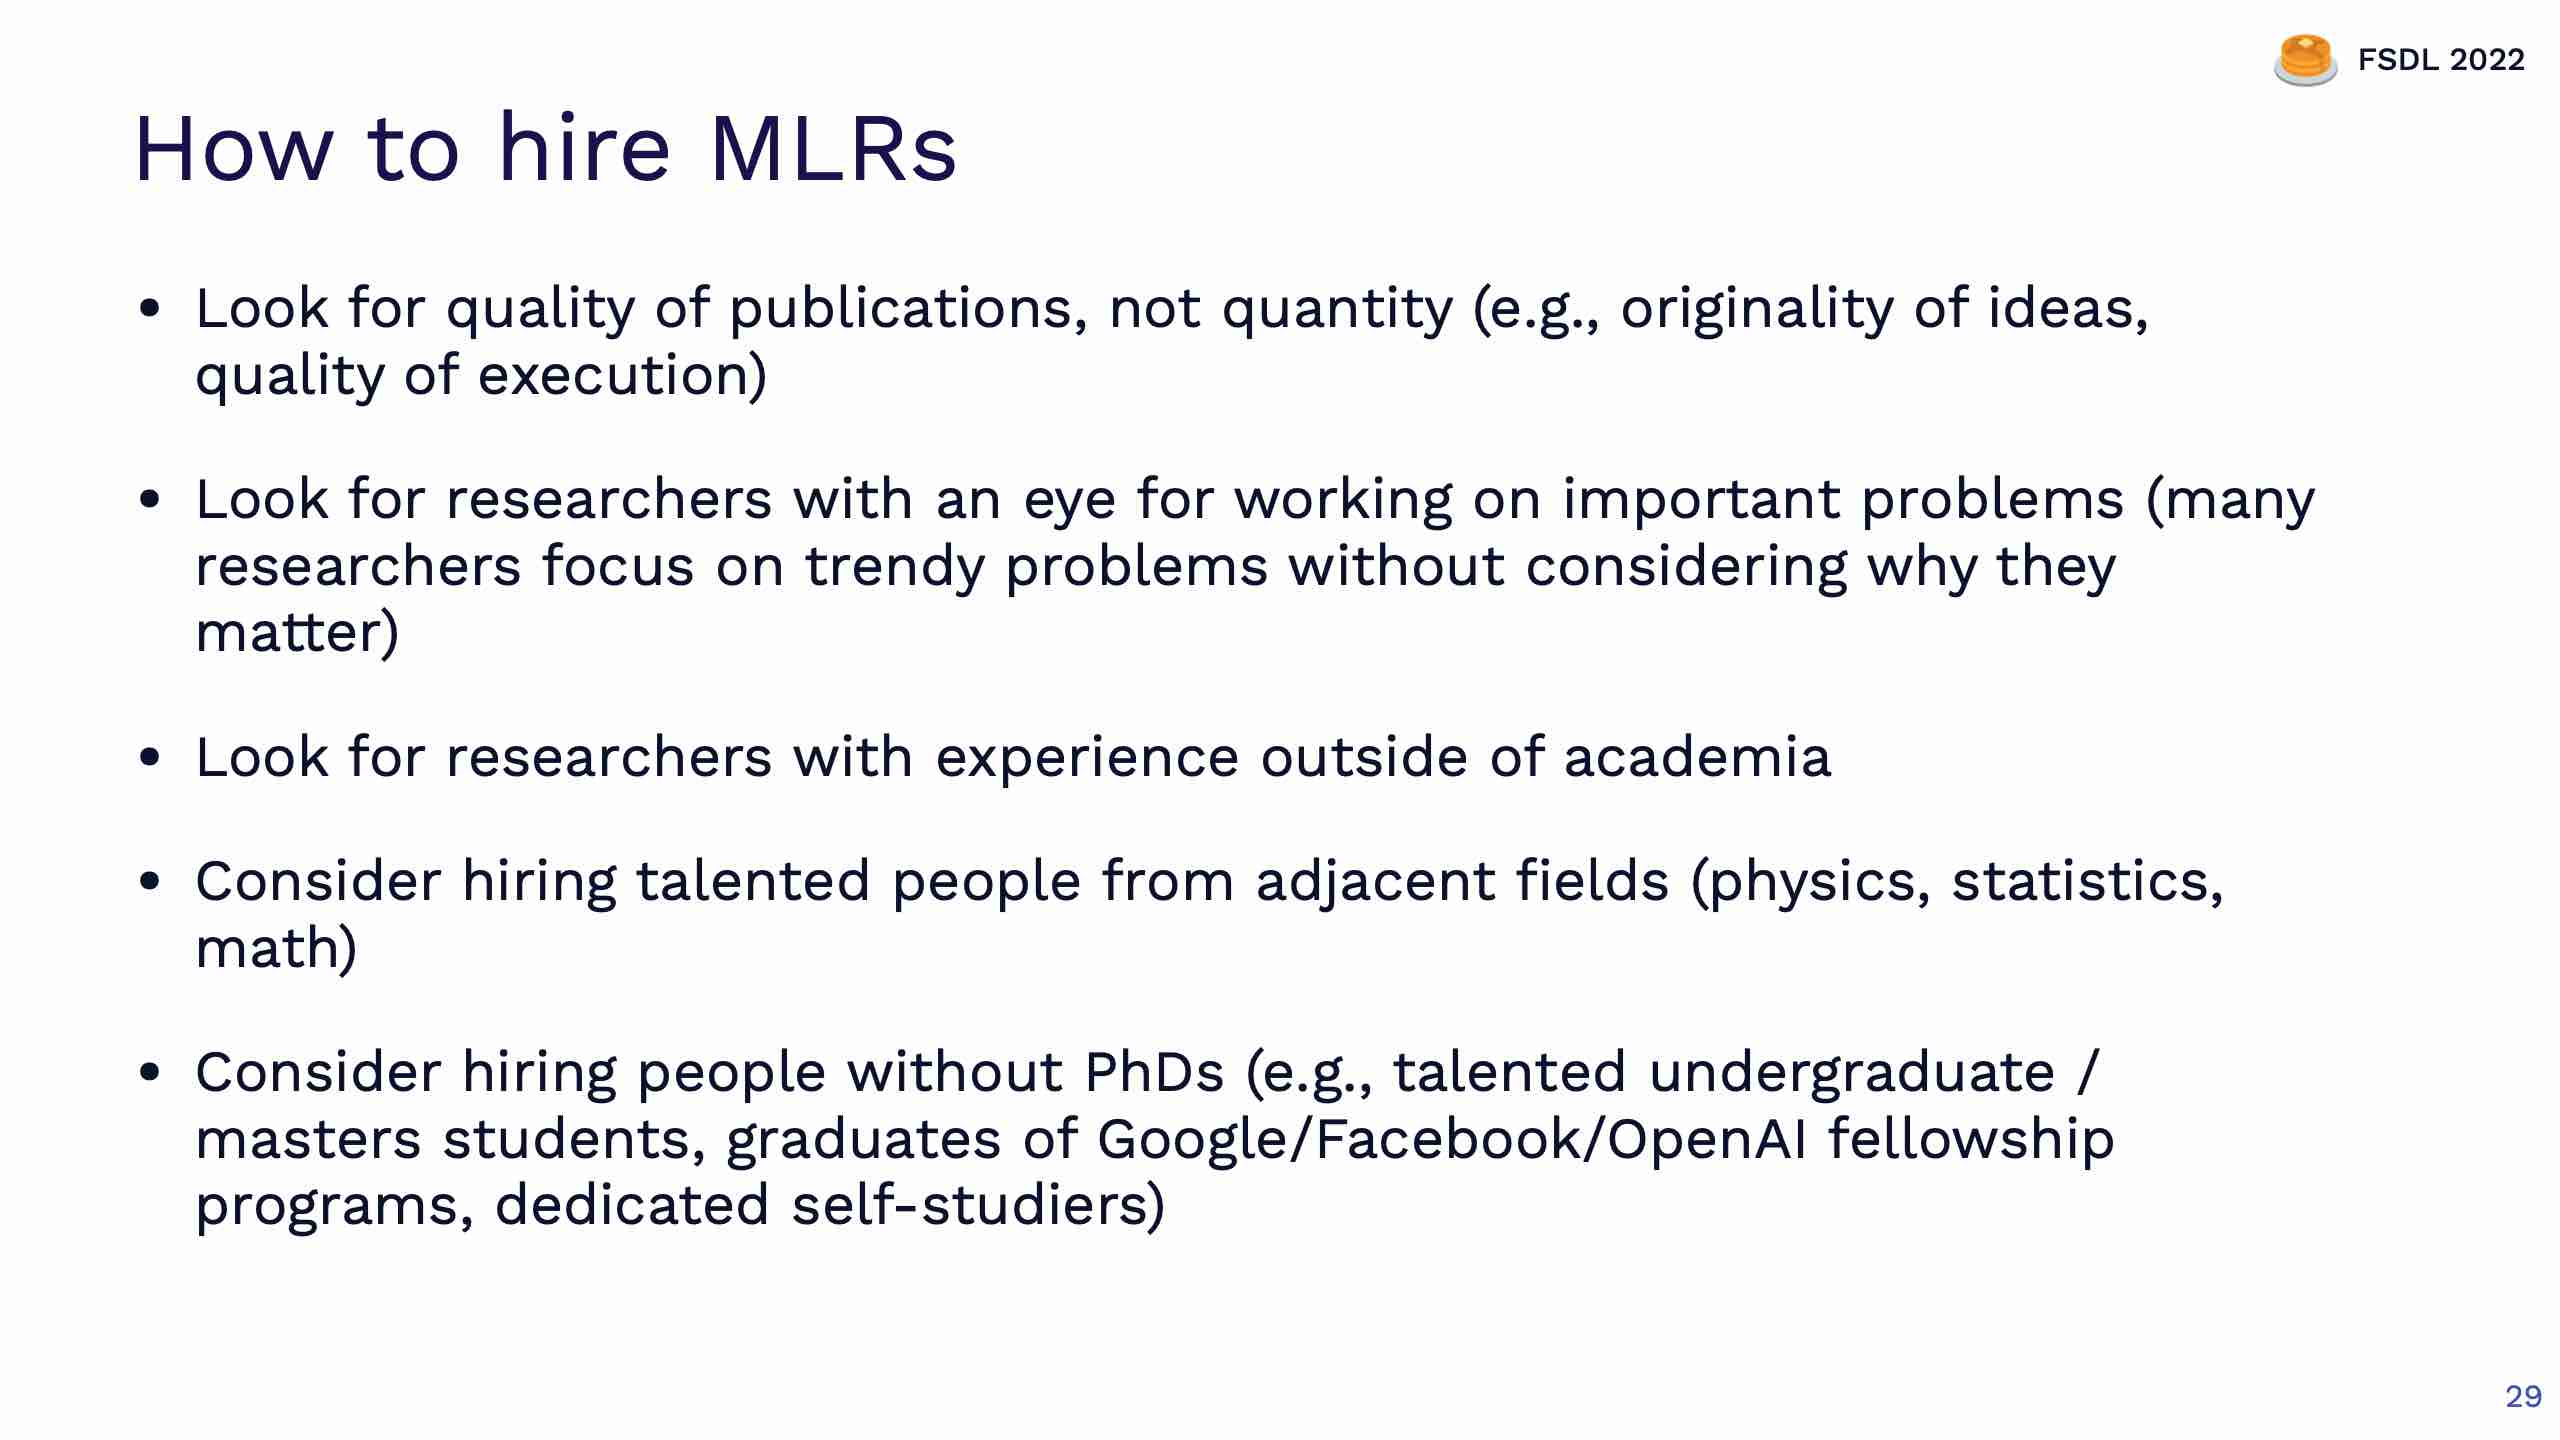 FSDL 2022
How to hire MLRs
• Look for quality of publications, not quantity (e.g., originality of ideas,
quality of execution)
• Look for researchers with an eye for working on important problems (many
researchers focus on trendy problems without considering why they
matter)
• Look for researchers with experience outside of academia
• Consider hiring talented people from adjacent fields (physics, statistics,
math)
• Consider hiring people without PhDs (e.g., talented undergraduate /
masters students, graduates of Google/Facebook/OpenAI fellowship
programs, dedicated self-studiers)
29